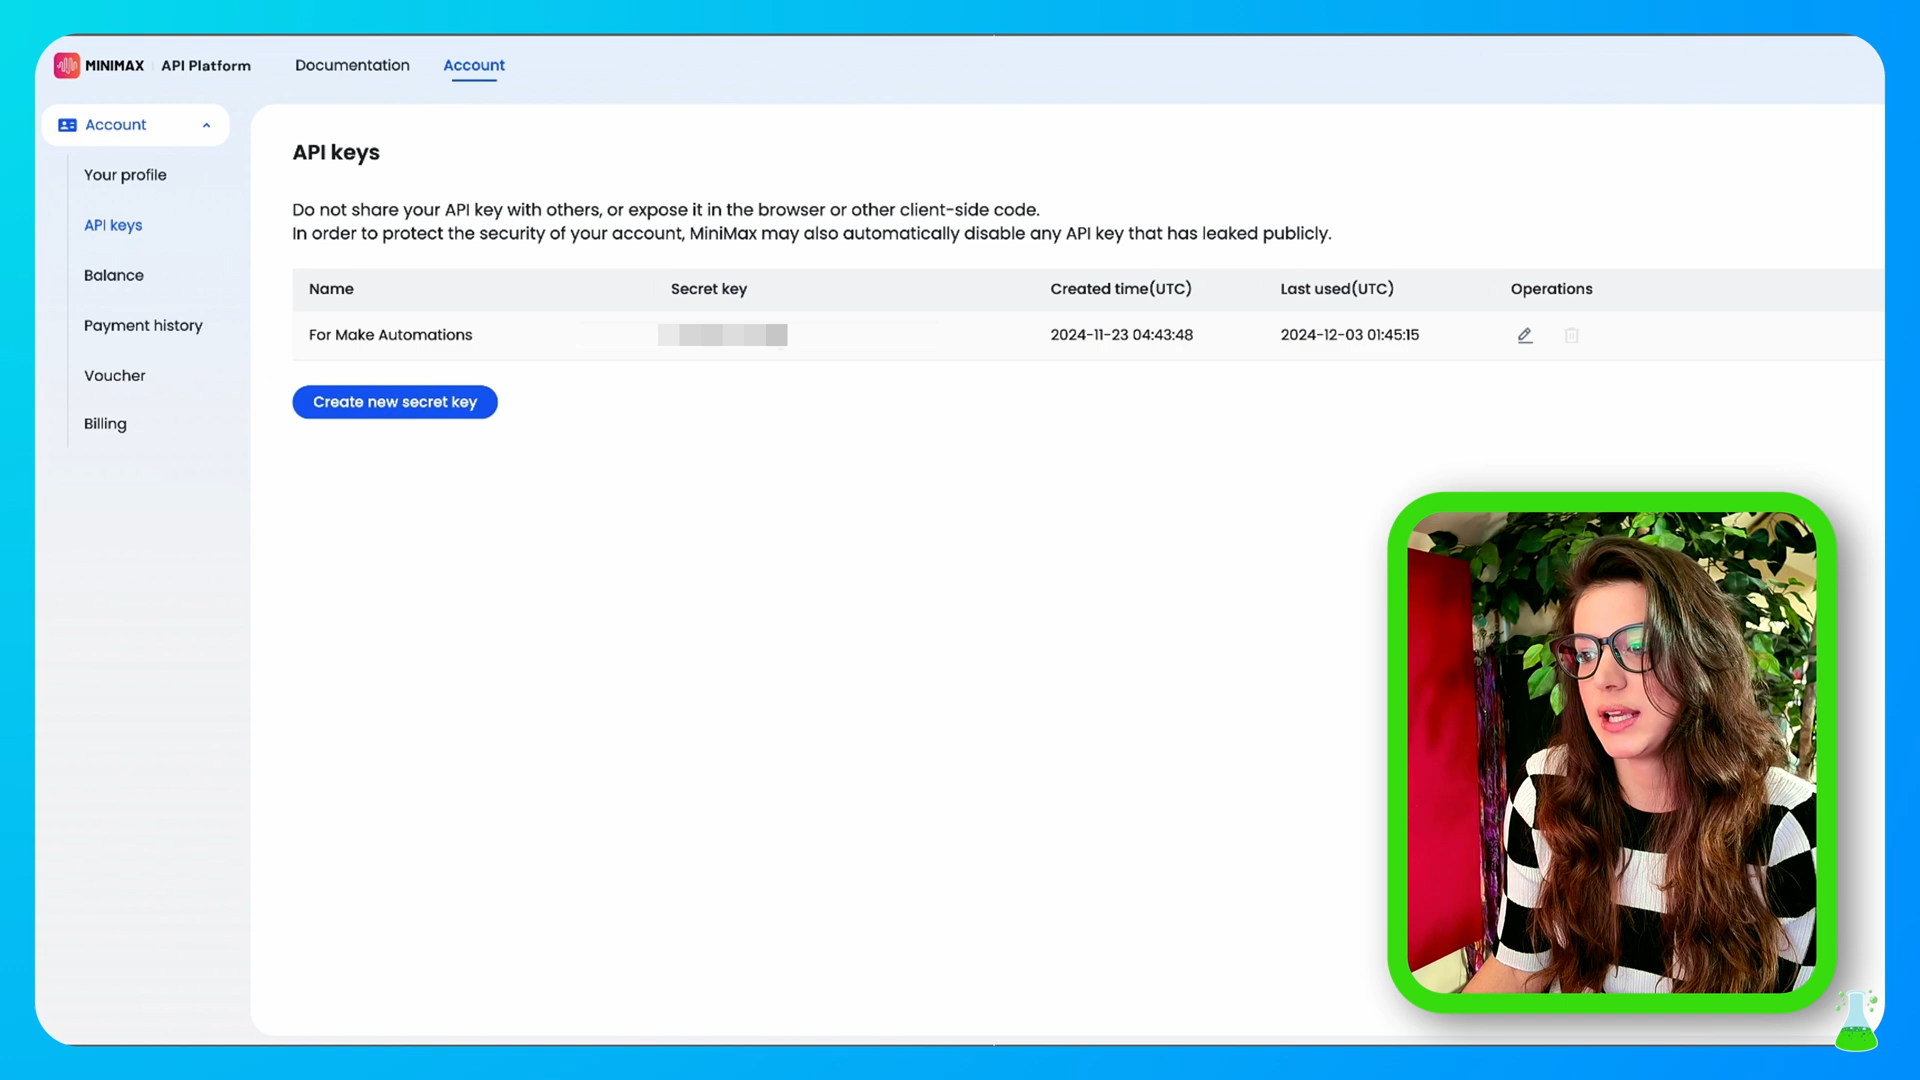 MINIMAX API Platform Documentation Account
Account
Your profile
API keys
Balance
Payment history
Voucher
Billing
API keys
Do not share your API key with others, or expose it in the browser or other client-side code.
In order to protect the security of your account, MiniMax may also automatically disable any API key that has leaked publicly.
Name Secret key Created time(UTC) Last used(UTC) Operations
For Make Automations 2024-11-23 04:43:48 2024-12-03 01:45:15
Create new secret key